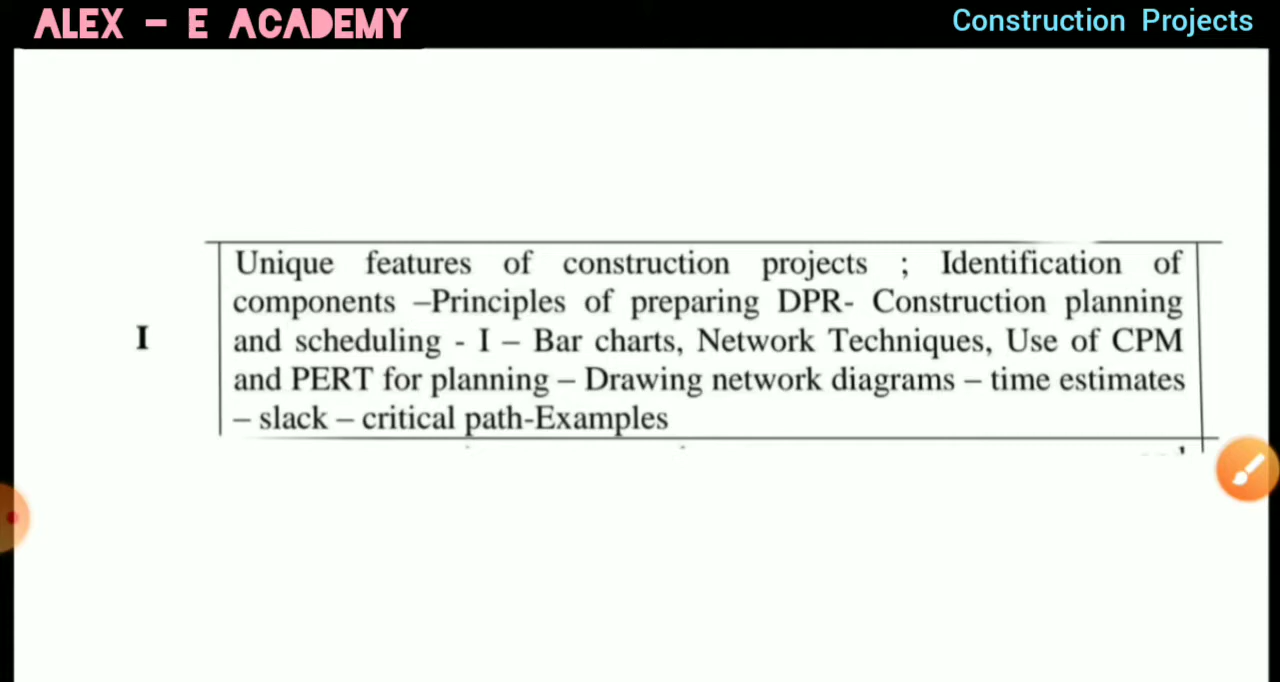 ALEX - E ACADEMY
Construction Projects
Unique features of construction projects ; Identification of
components –Principles of preparing DPR- Construction planning
I
and scheduling - I – Bar charts, Network Techniques, Use of CPM
and PERT for planning – Drawing network diagrams – time estimates
– slack – critical path-Examples